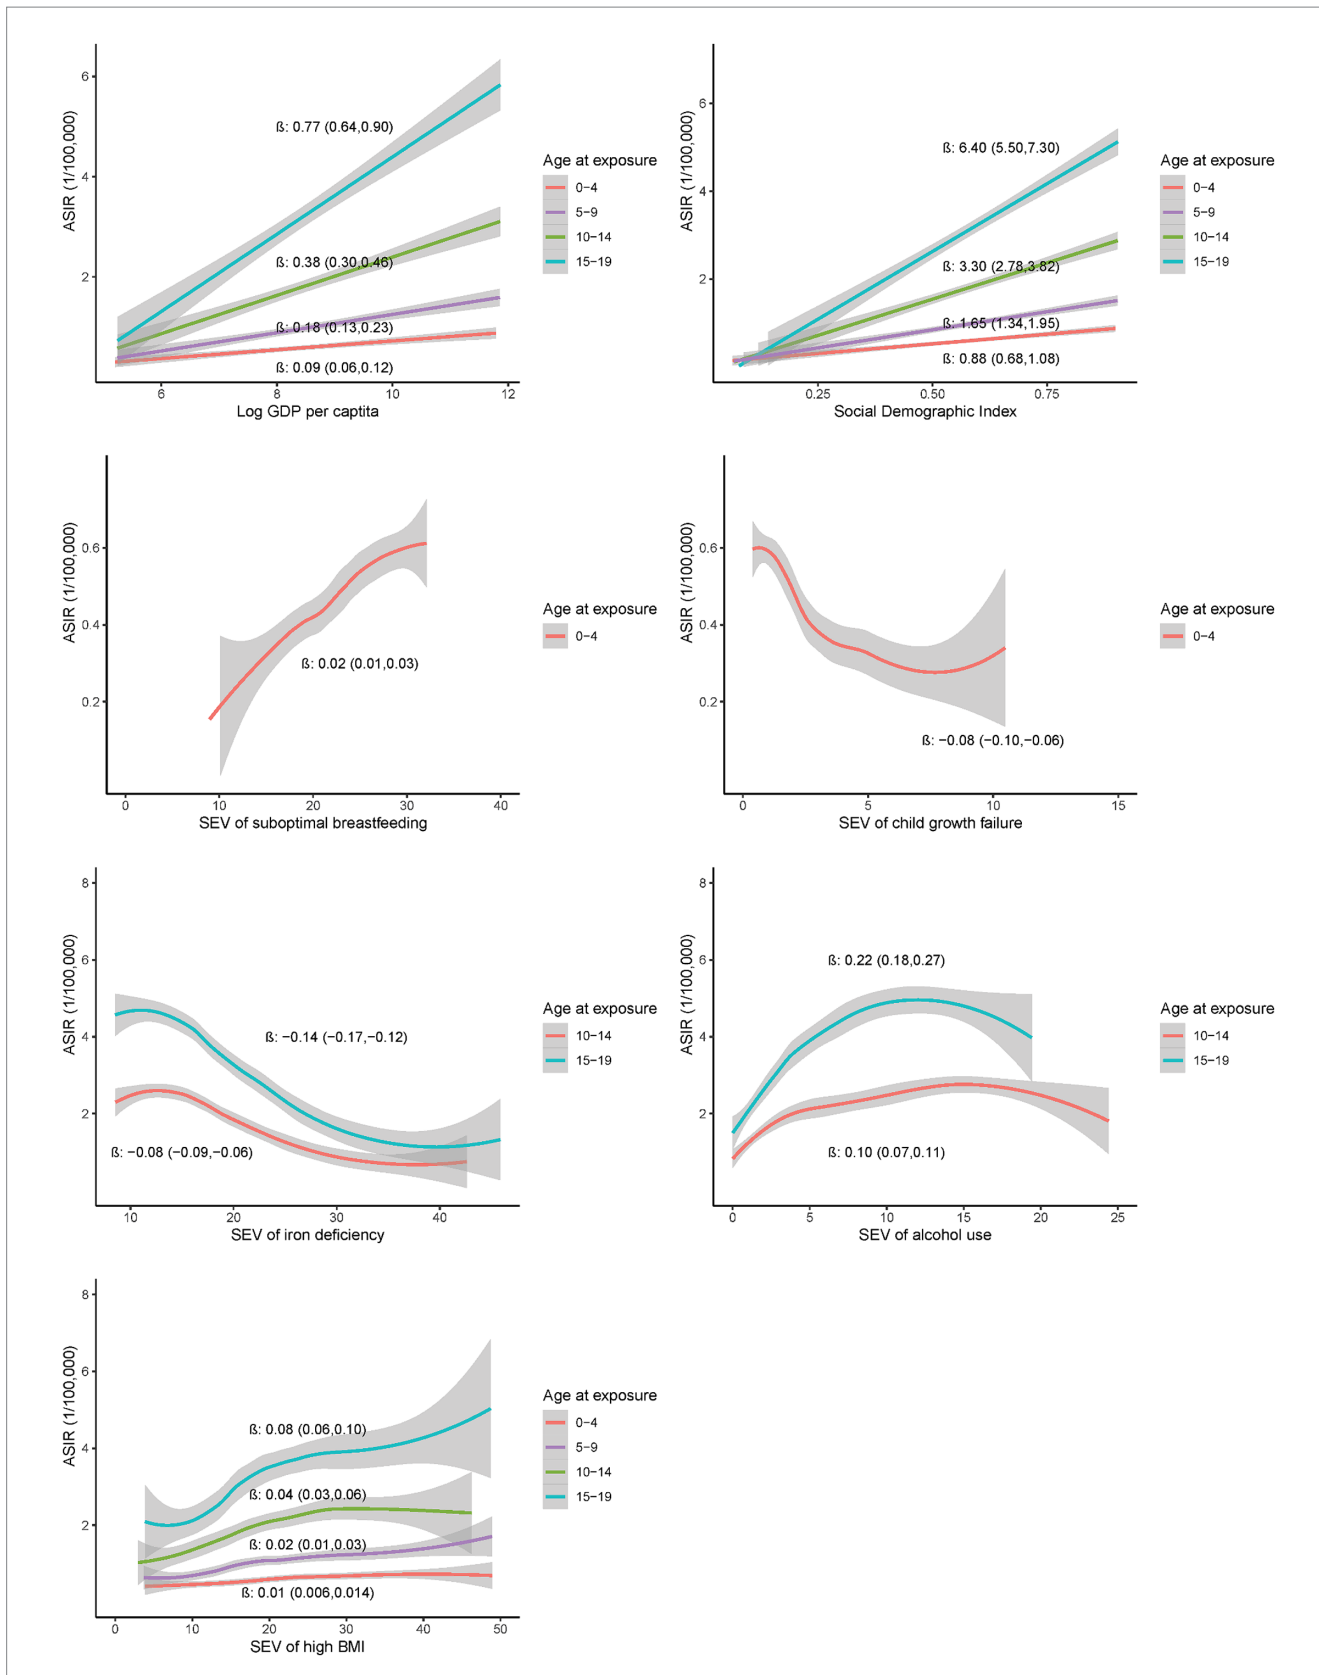 ASIR (1/100,000)
6
4
2
ß: 0.77 (0.64,0.90)
ß: 0.38 (0.30,0.46)
ß: 0.18 (0.13,0.23)
ß: 0.09 (0.06,0.12)
6 8 10 12
Log GDP per captita
Age at exposure
0−4
5−9
10−14
15−19
ASIR (1/100,000)
6
4
2
ß: 6.40 (5.50,7.30)
ß: 3.30 (2.78,3.82)
ß: 1.65 (1.34,1.95)
ß: 0.88 (0.68,1.08)
0.25 0.50 0.75
Social Demographic Index
Age at exposure
0−4
5−9
10−14
15−19
ASIR (1/100,000)
0.6
0.4
0.2
ß: 0.02 (0.01,0.03)
0 10 20 30 40
SEV of suboptimal breastfeeding
Age at exposure
0−4
ASIR (1/100,000)
0.6
0.4
0.2
ß: −0.08 (−0.10,−0.06)
0 5 10 15
SEV of child growth failure
Age at exposure
0−4
ASIR (1/100,000)
8
6
4
2
ß: −0.14 (−0.17,−0.12)
ß: −0.08 (−0.09,−0.06)
10 20 30 40
SEV of iron deficiency
Age at exposure
10−14
15−19
ASIR (1/100,000)
8
6
4
2
ß: 0.22 (0.18,0.27)
ß: 0.10 (0.07,0.11)
0 5 10 15 20 25
SEV of alcohol use
Age at exposure
10−14
15−19
ASIR (1/100,000)
8
6
4
2
ß: 0.08 (0.06,0.10)
ß: 0.04 (0.03,0.06)
ß: 0.02 (0.01,0.03)
ß: 0.01 (0.006,0.014)
0 10 20 30 40 50
SEV of high BMI
Age at exposure
0−4
5−9
10−14
15−19